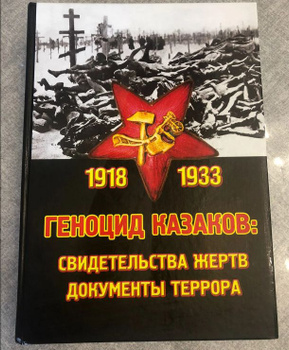 1918 1933
ГЕНОЦИД КАЗАКОВ:
СВИДЕТЕЛЬСТВА ЖЕРТВ
ДОКУМЕНТЫ ТЕРРОРА